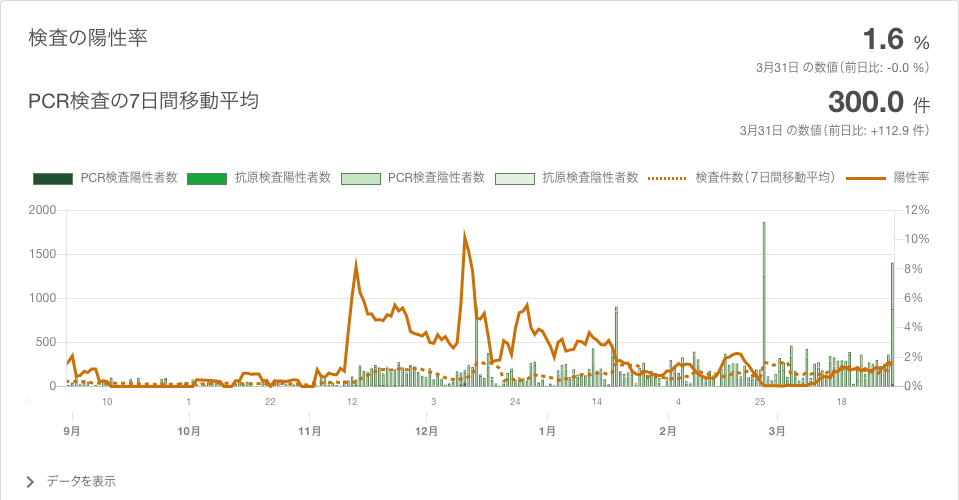 検査の陽性率
1.6 %
3月31日 の数値（前日比: -0.0 %）
PCR検査の7日間移動平均
300.0 件
3月31日 の数値（前日比: +112.9 件）
PCR検査陽性者数 抗原検査陽性者数 PCR検査陰性者数 抗原検査陰性者数 検査件数（7日間移動平均） 陽性率
2000 12%
10%
1500
8%
1000 6%
4%
500
2%
0 0%
10 1 22 12 3 24 14 4 25 18
9月 10月 11月 12月 1月 2月 3月
データを表示